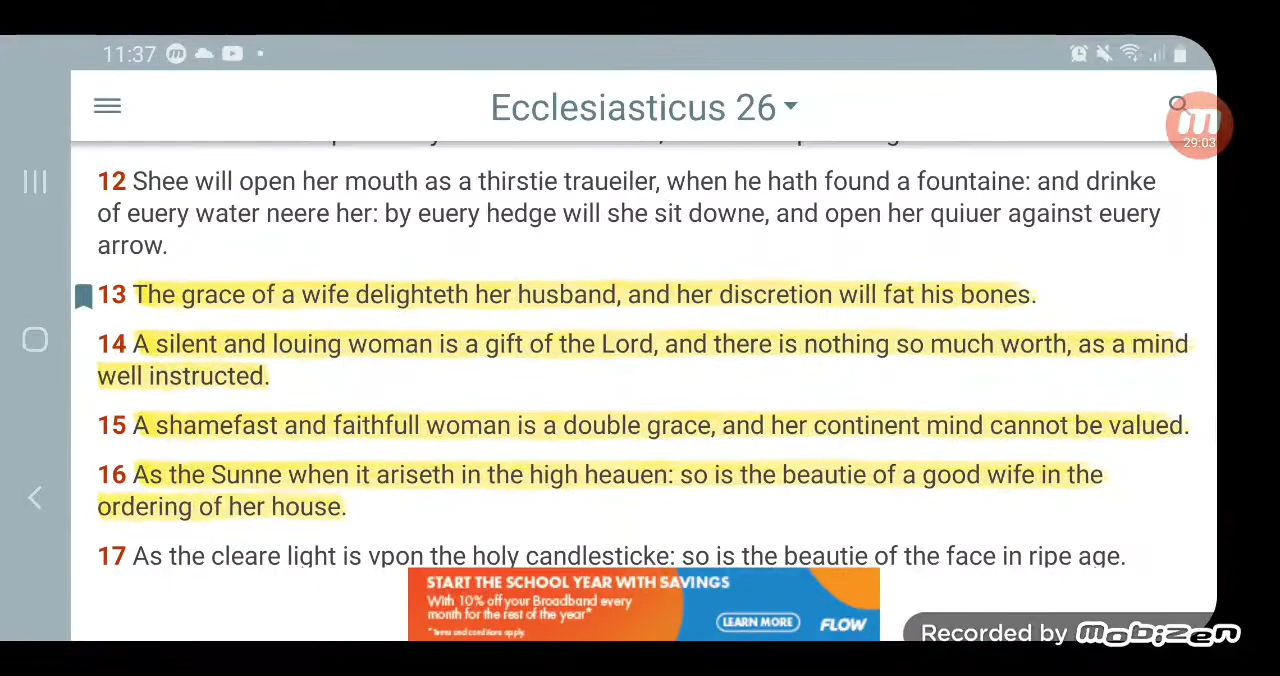 11:37
Ecclesiasticus 26
29:03
12 Shee will open her mouth as a thirstie traueiler, when he hath found a fountaine: and drinke
of euery water neere her: by euery hedge will she sit downe, and open her quiuer against euery
arrow.
13 The grace of a wife delighteth her husband, and her discretion will fat his bones.
14 A silent and louing woman is a gift of the Lord, and there is nothing so much worth, as a mind
well instructed.
15 A shamefast and faithfull woman is a double grace, and her continent mind cannot be valued.
16 As the Sunne when it ariseth in the high heauen: so is the beautie of a good wife in the
ordering of her house.
17 As the cleare light is vpon the holy candlesticke: so is the beautie of the face in ripe age.
START THE SCHOOL YEAR WITH SAVINGS
With 10% off your Broadband every
month for the rest of the year*
LEARN MORE
FLOW
*Terms and conditions apply.
Recorded by mobizen